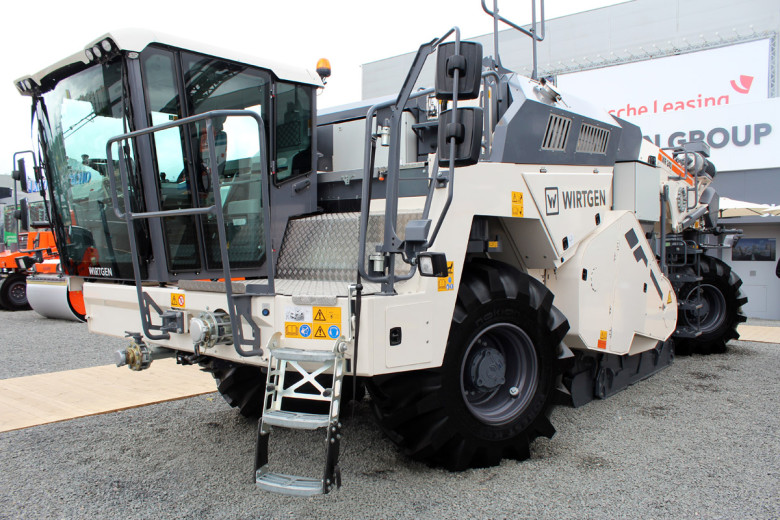 sche Leasing
N GROUP
W WIRTGEN
WIRTGEN